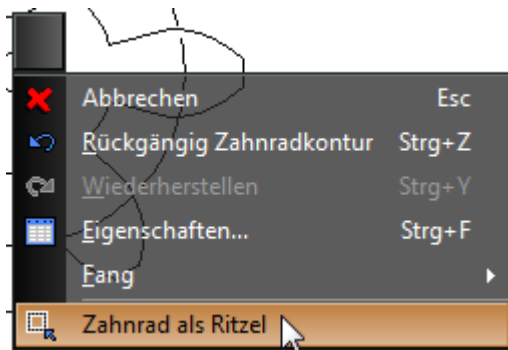 Abbrechen Esc
Rückgängig Zahnradkontur Strg+Z
Wiederherstellen Strg+Y
Eigenschaften... Strg+F
Fang
Zahnrad als Ritzel